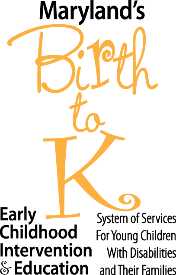 Maryland's
Birth
to
K
Early
Childhood
Intervention
& Education
System of Services
For Young Children
With Disabilities
and Their Families